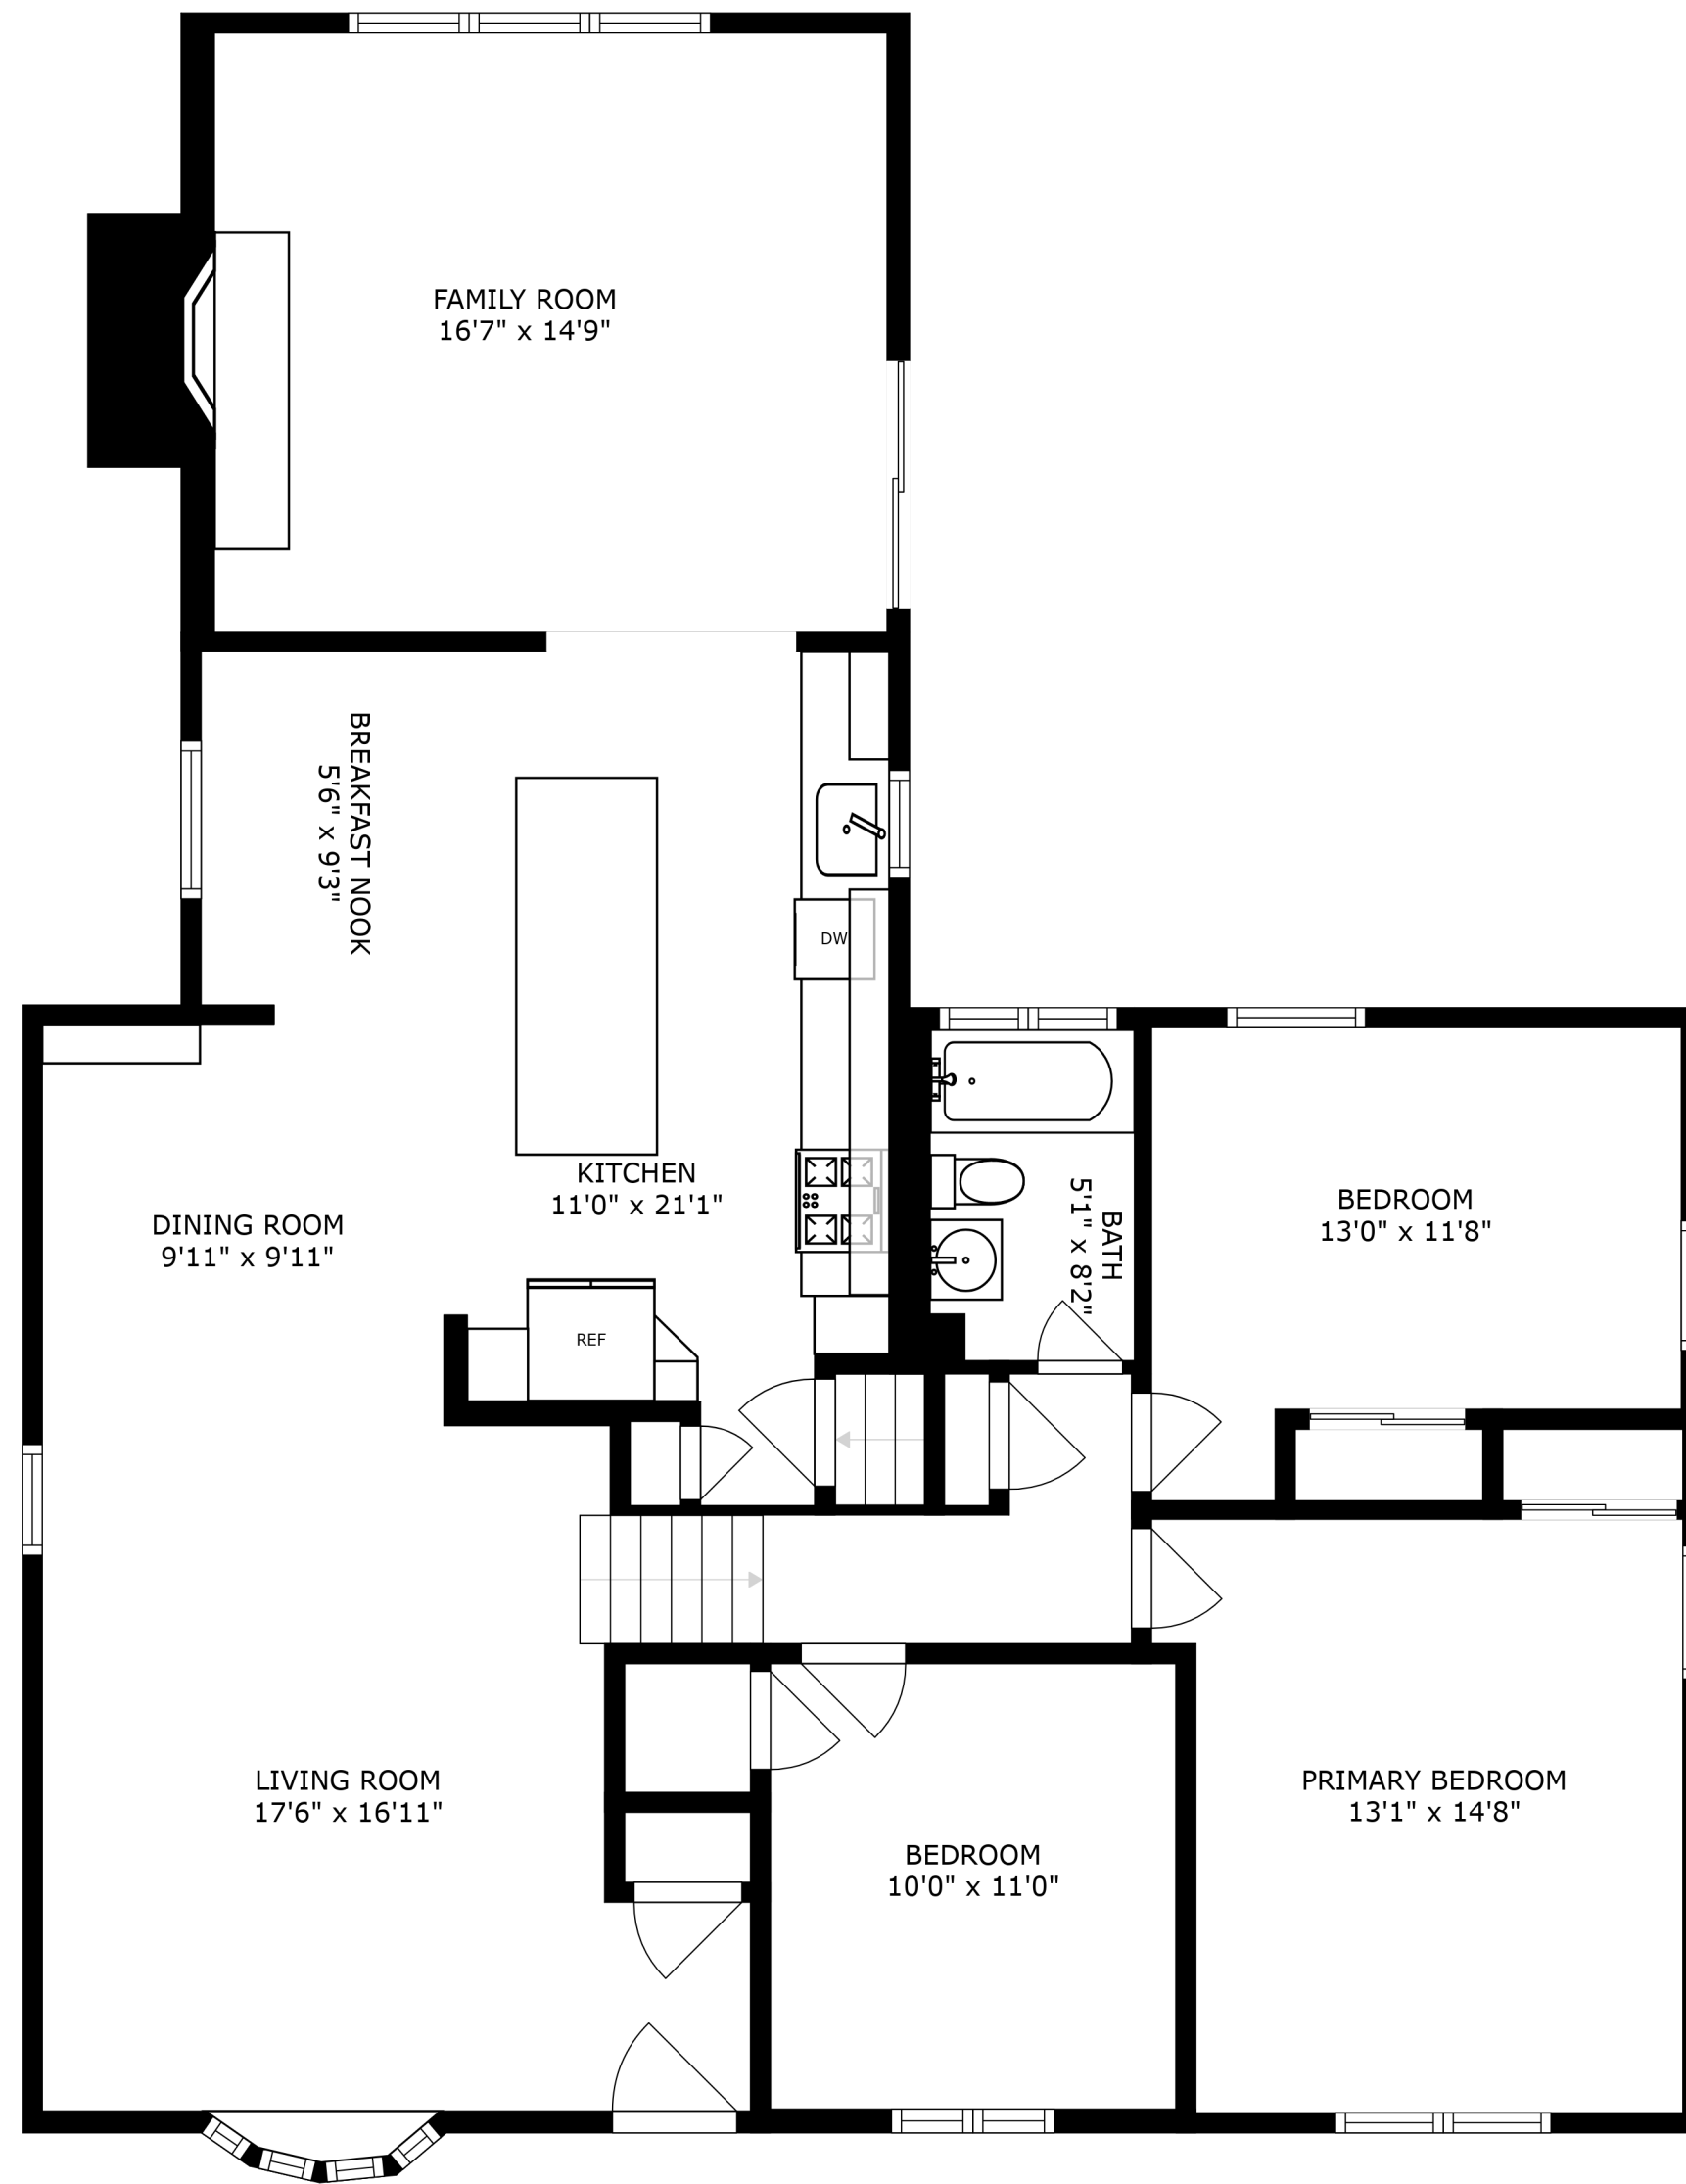 FAMILY ROOM
16'7" x 14'9"
BREAKFAST NOOK
5'6" x 9'3"
DW
KITCHEN
11'0" x 21'1"
DINING ROOM
9'11" x 9'11"
BATH
5'1" x 8'2"
BEDROOM
13'0" x 11'8"
REF
LIVING ROOM
17'6" x 16'11"
PRIMARY BEDROOM
13'1" x 14'8"
BEDROOM
10'0" x 11'0"